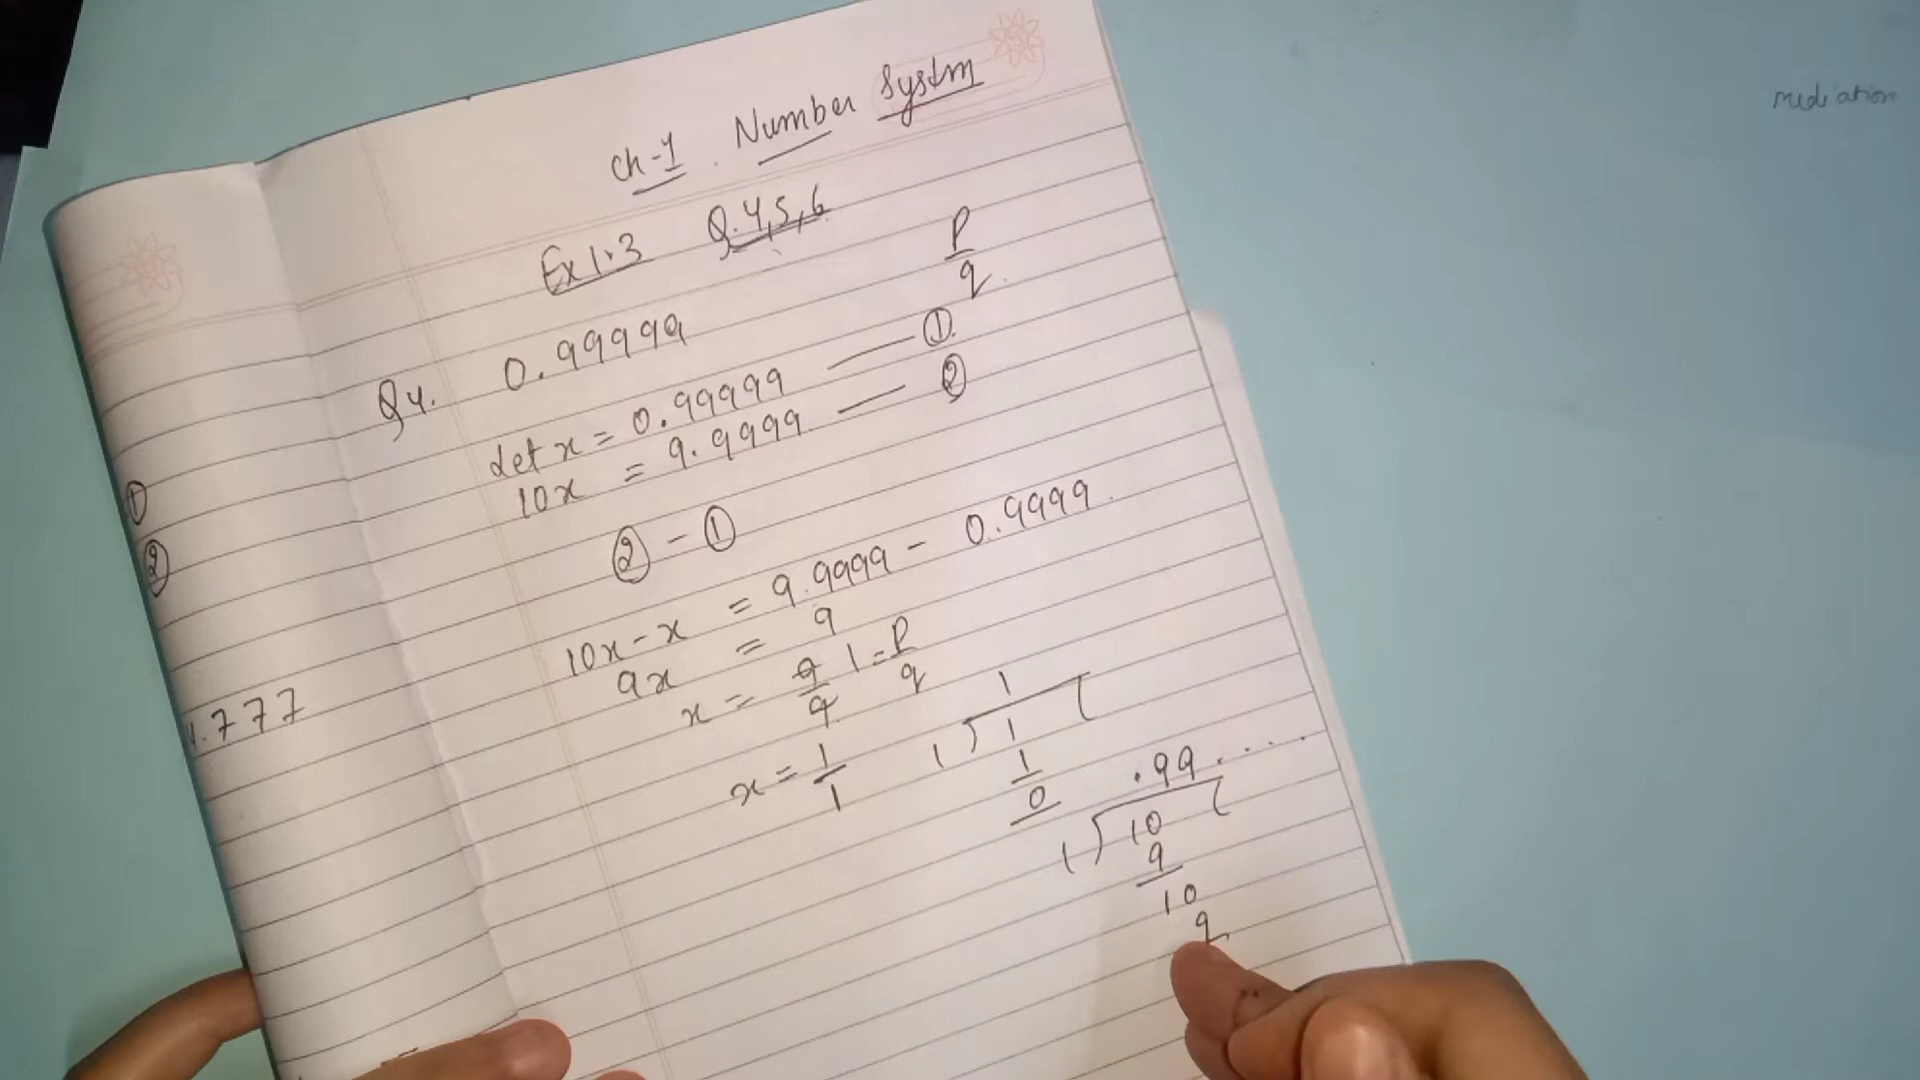 mediation
Ch-1. Number System
Ex 1.3 Q. 4,5,6
P
q
Q4. 0.99999
Let x = 0.99999 — ①
10x = 9.9999 — ②
② - ①
10x-x = 9.9999 - 0.9999
9x = 9
x = 9/9 1 = P/q
x = 1/1
1
1 ) 1 (
1
0
.99.....
1 ) 10 (
9
10
9
①
②
.777